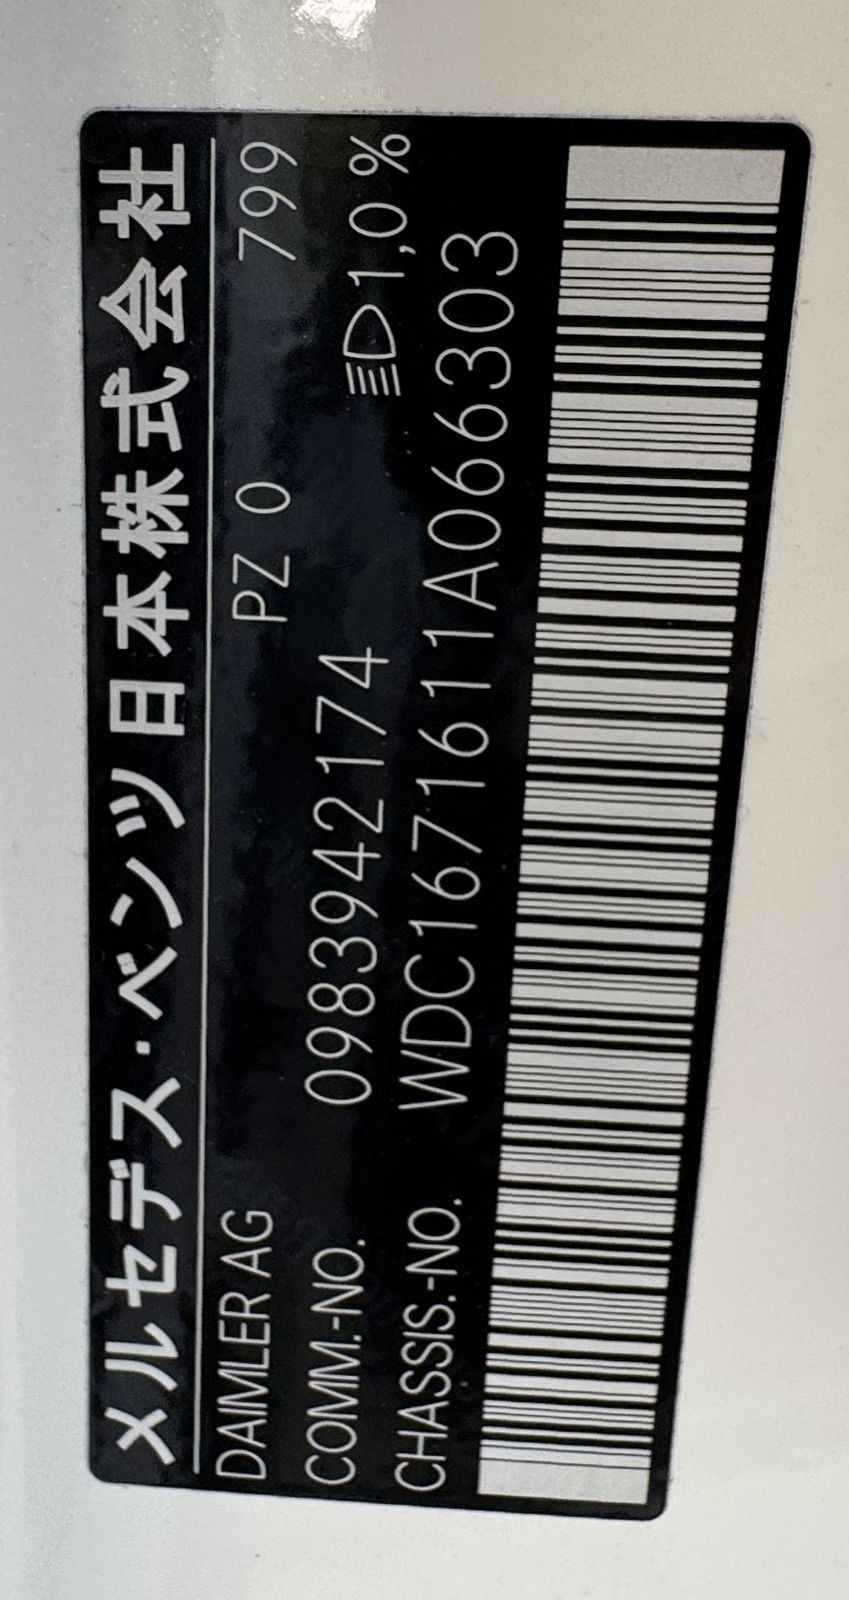 メルセデス・ベンツ日本株式会社
DAIMLER AG PZ 0 799
COMM.-NO. 0983942174 1,0 %
CHASSIS.-NO. WDC1671611A066303